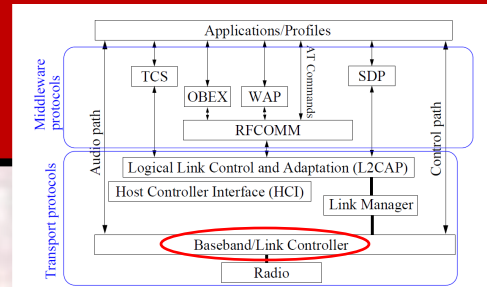 Applications/Profiles
TCS
OBEX
WAP
AT Commands
SDP
RFCOMM
Middleware
protocols
Audio path
Control path
Logical Link Control and Adaptation (L2CAP)
Host Controller Interface (HCI)
Link Manager
Transport protocols
Baseband/Link Controller
Radio